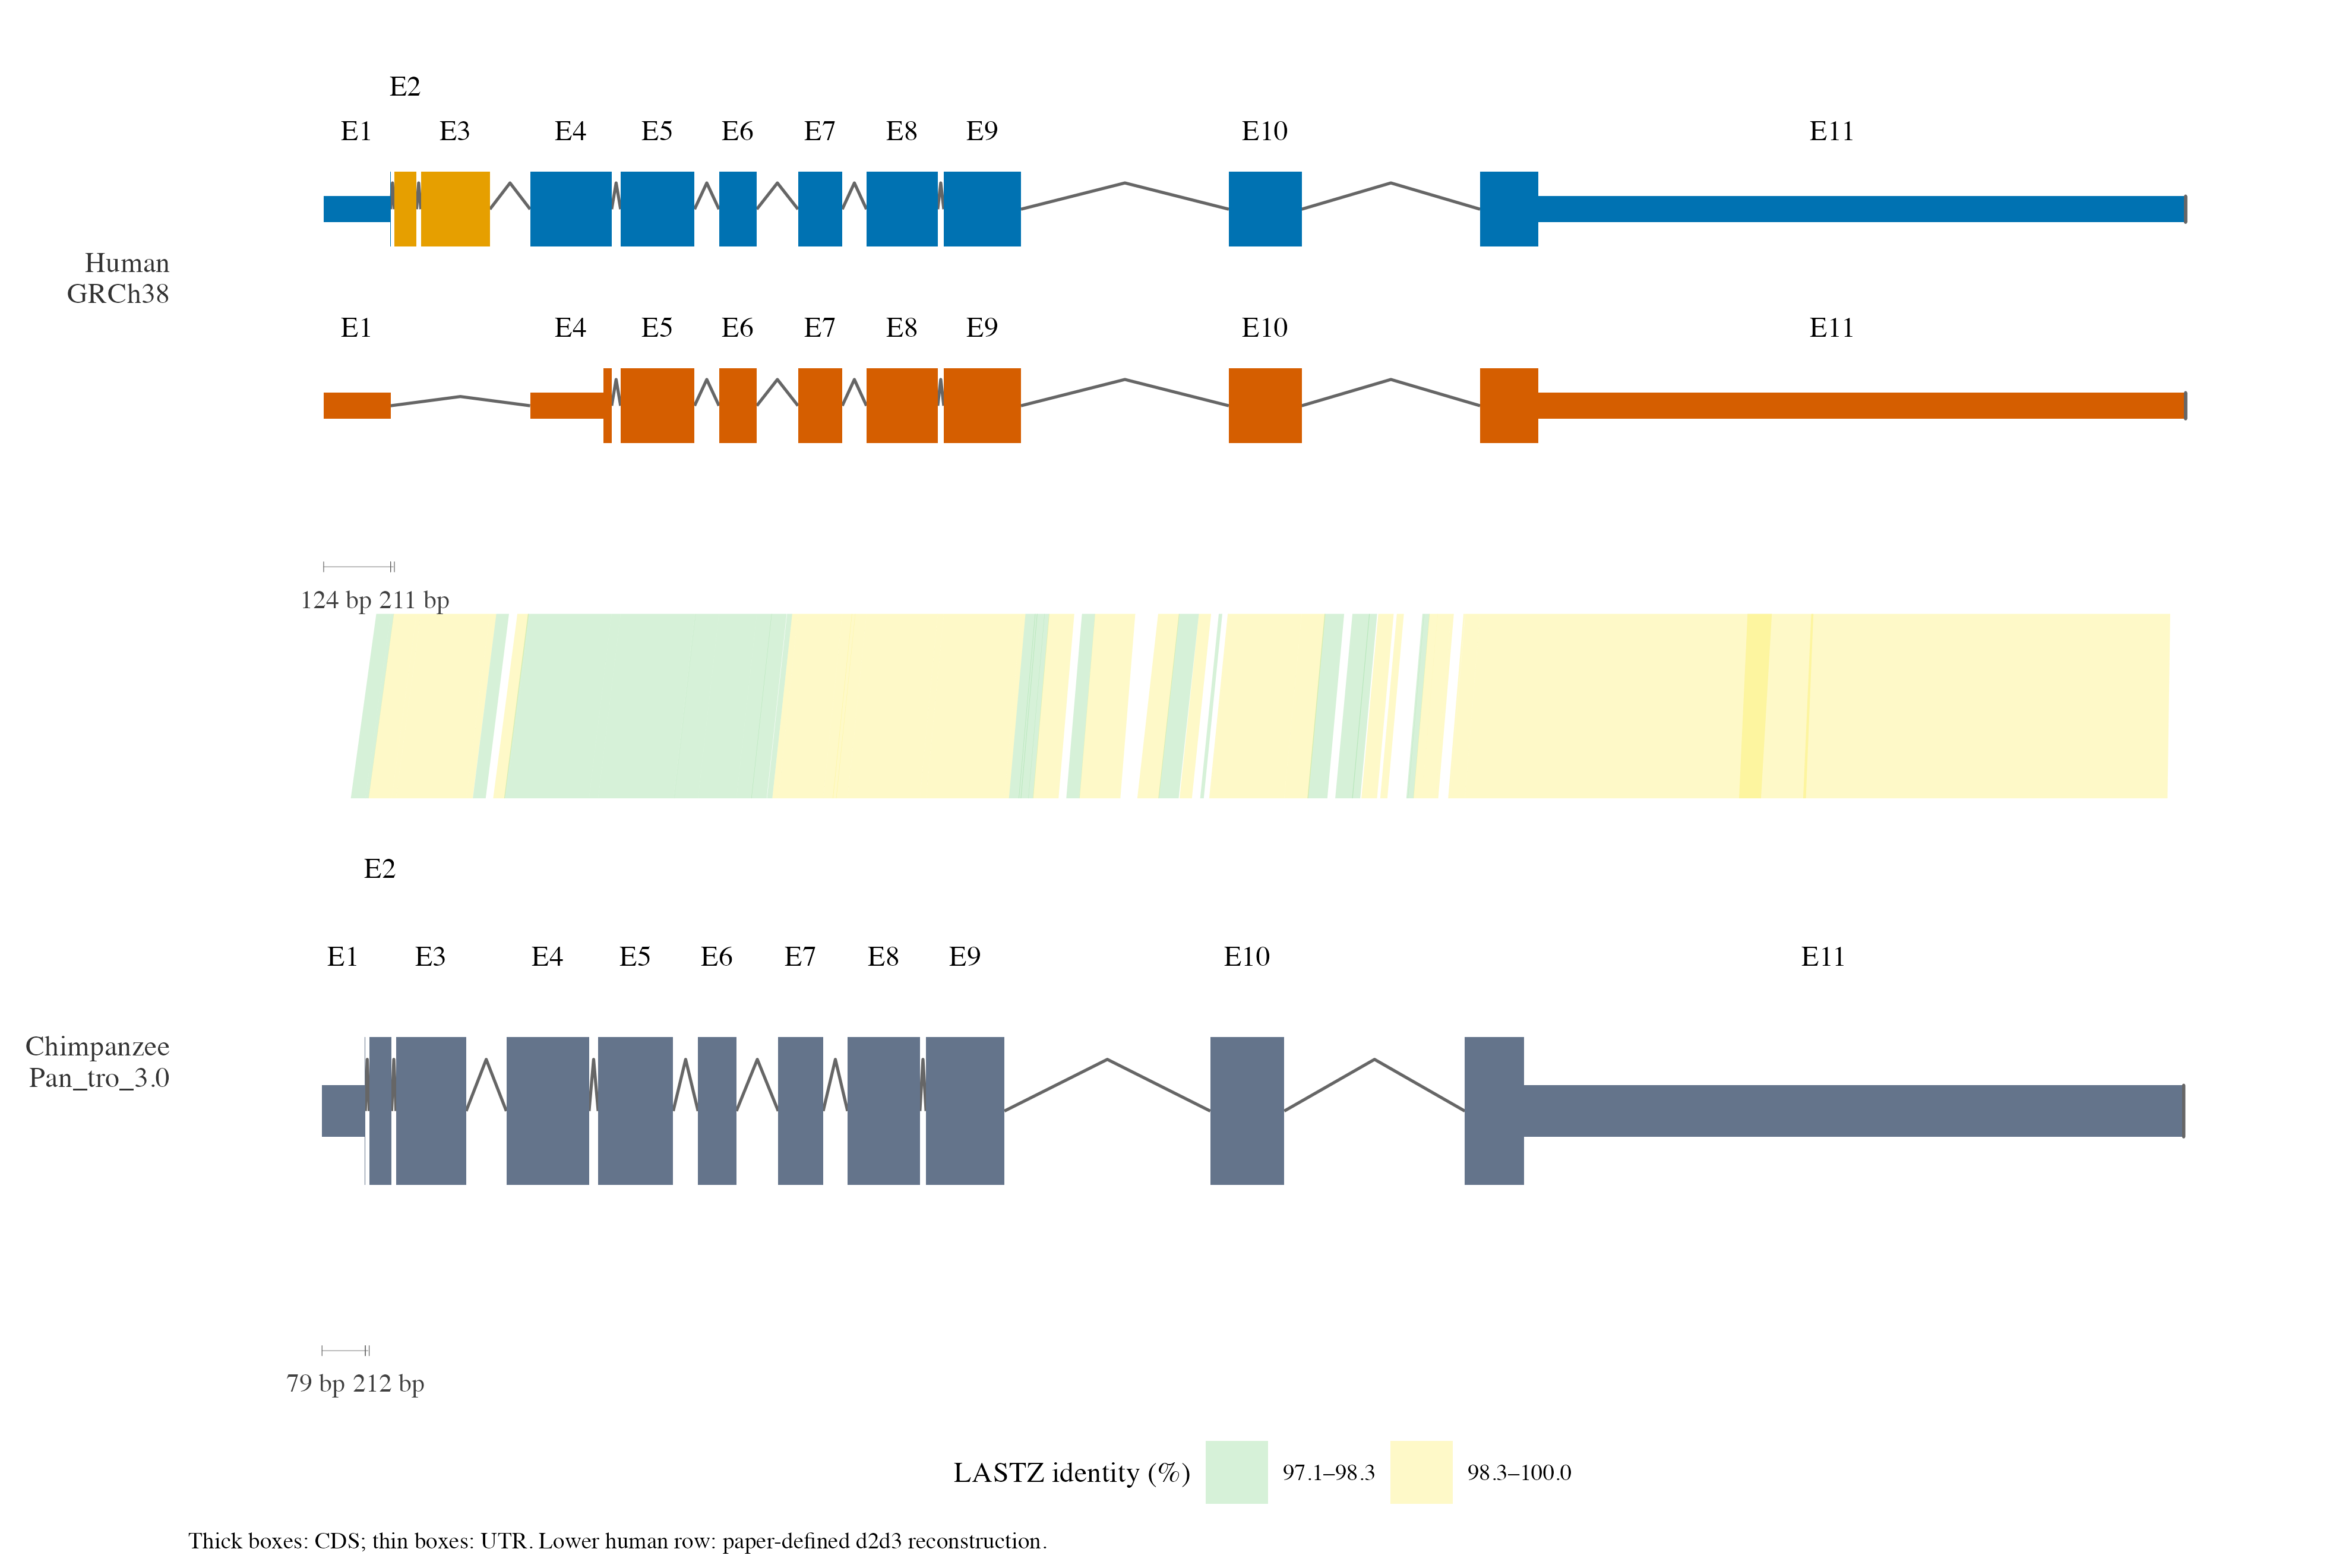 E2
E1 E3 E4 E5 E6 E7 E8 E9 E10 E11
Human
GRCh38
E1 E4 E5 E6 E7 E8 E9 E10 E11
124 bp 211 bp
E2
E1 E3 E4 E5 E6 E7 E8 E9 E10 E11
Chimpanzee
Pan_tro_3.0
79 bp 212 bp
LASTZ identity (%) 97.1–98.3 98.3–100.0
Thick boxes: CDS; thin boxes: UTR. Lower human row: paper-defined d2d3 reconstruction.